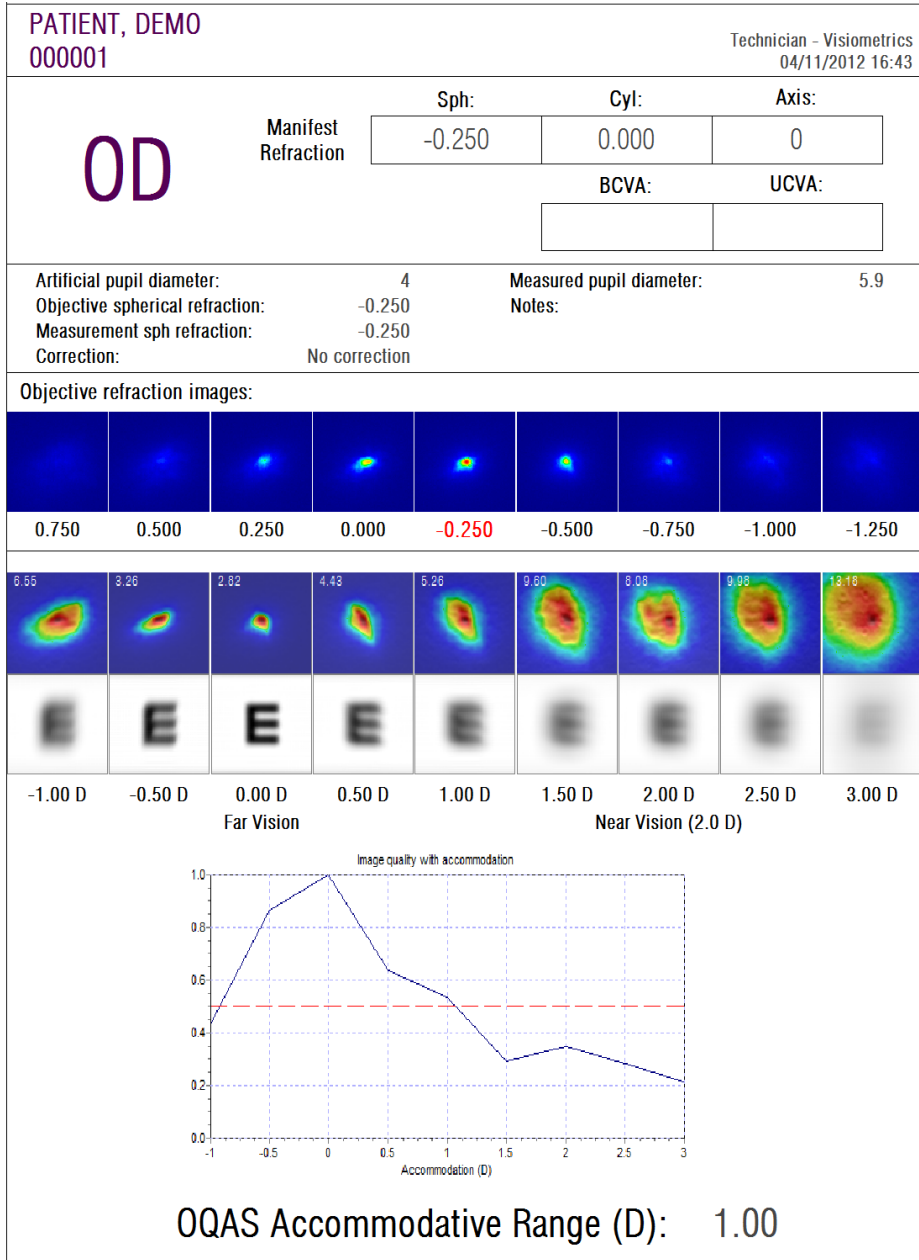 PATIENT, DEMO
000001
Technician - Visiometrics
04/11/2012 16:43
OD
Sph: Cyl: Axis:
Manifest Refraction -0.250 0.000 0
BCVA: UCVA:
Artificial pupil diameter: 4 Measured pupil diameter: 5.9
Objective spherical refraction: -0.250 Notes:
Measurement sph refraction: -0.250
Correction: No correction
Objective refraction images:
0.750 0.500 0.250 0.000 -0.250 -0.500 -0.750 -1.000 -1.250
6.55 3.26 2.82 4.43 5.26 9.60 8.08 9.98 13.16
E E E E E E E E
-1.00 D -0.50 D 0.00 D 0.50 D 1.00 D 1.50 D 2.00 D 2.50 D 3.00 D
Far Vision Near Vision (2.0 D)
Image quality with accommodation
1.0
0.8
0.6
0.4
0.2
0.0
-1 -0.5 0 0.5 1 1.5 2 2.5 3
Accommodation (D)
OQAS Accommodative Range (D): 1.00